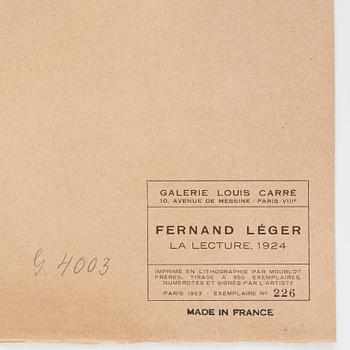 GALERIE LOUIS CARRÉ
10, AVENUE DE MESSINE · PARIS · VIIIᵉ
FERNAND LÉGER
LA LECTURE, 1924
IMPRIMÉ EN LITHOGRAPHIE PAR MOURLOT
FRÈRES, TIRAGE A 350 EXEMPLAIRES,
NUMÉROTÉS ET SIGNÉS PAR L'ARTISTE
PARIS 1953 · EXEMPLAIRE Nº 226
MADE IN FRANCE
G. 4003